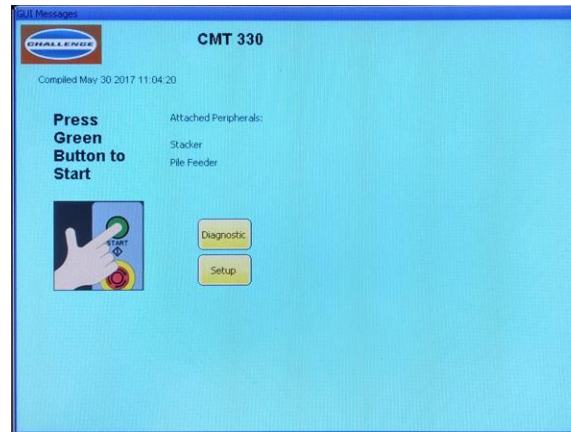 GUI Messages
CHALLENGE
CMT 330
Compiled May 30 2017 11:04:20
Press
Green
Button to
Start
Attached Peripherals:
Stacker
Pile Feeder
START
Diagnostic
Setup